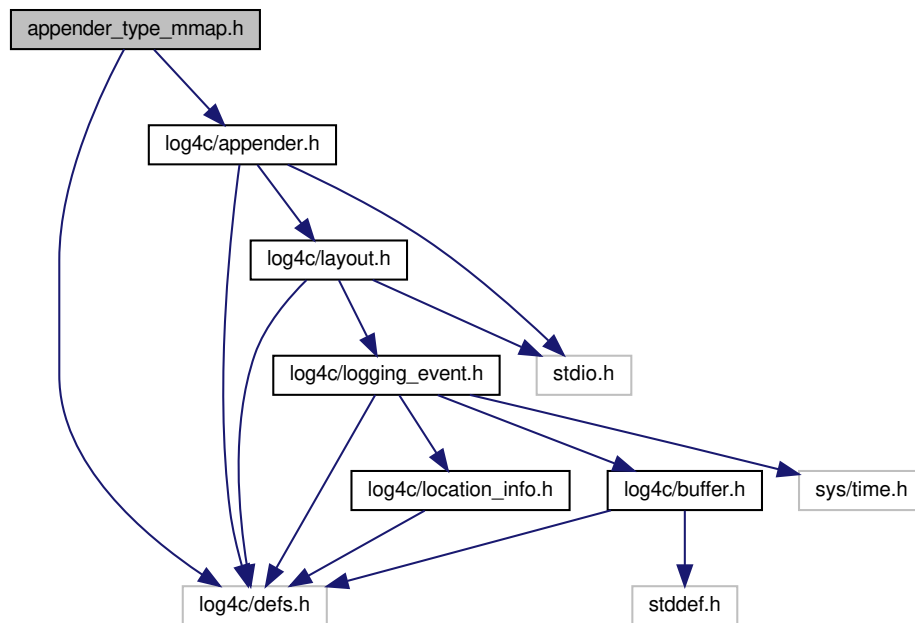 appender_type_mmap.h
log4c/appender.h
log4c/layout.h
log4c/logging_event.h
stdio.h
log4c/location_info.h
log4c/buffer.h
sys/time.h
log4c/defs.h
stddef.h